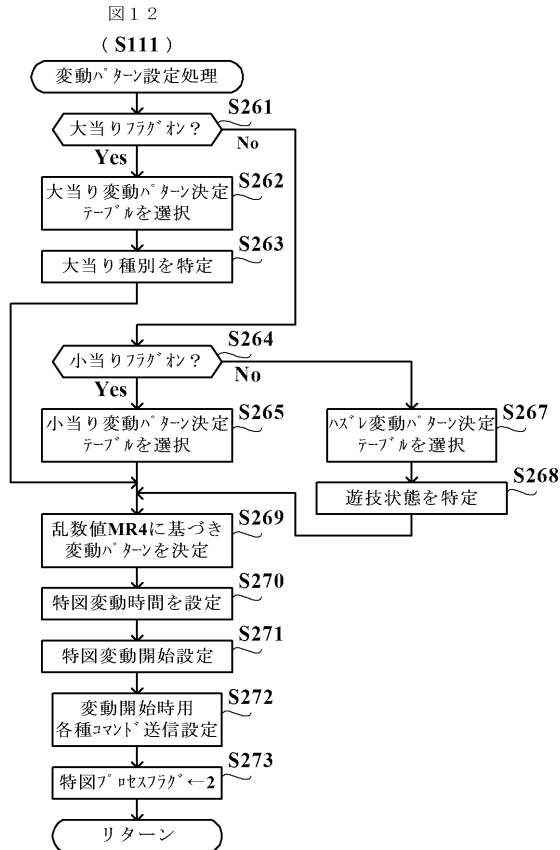 図１２
（S111）
変動パターン設定処理
大当りフラグオン？
S261
Yes
No
大当り変動パターン決定
テーブルを選択
S262
大当り種別を特定
S263
小当りフラグオン？
S264
Yes
No
小当り変動パターン決定
テーブルを選択
S265
ハズレ変動パターン決定
テーブルを選択
S267
遊技状態を特定
S268
乱数値MR4に基づき
変動パターンを決定
S269
特図変動時間を設定
S270
特図変動開始設定
S271
変動開始時用
各種コマンド送信設定
S272
特図プロセスフラグ←2
S273
リターン